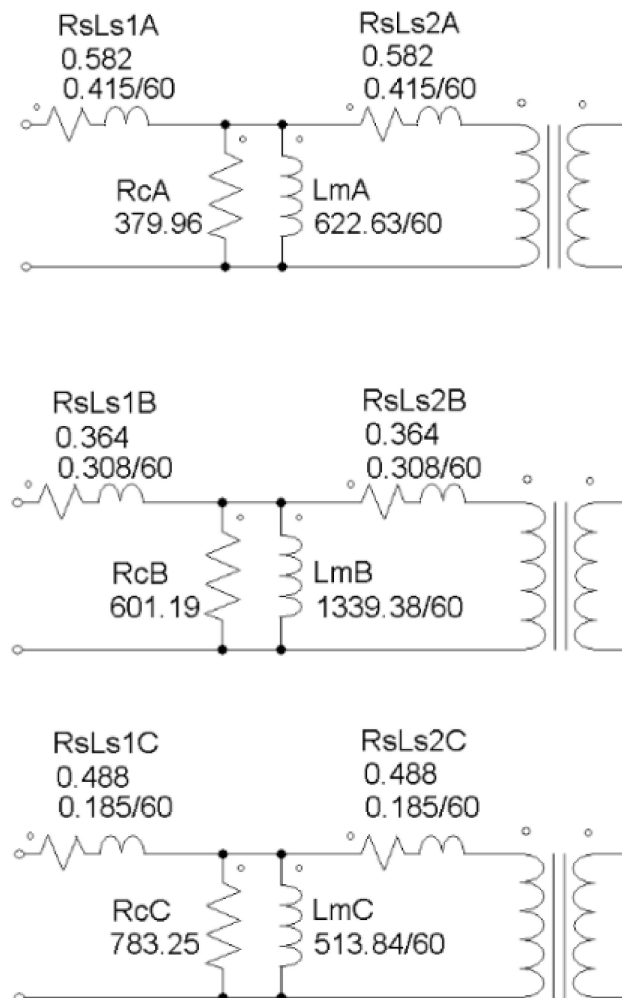 RsLs1A
0.582
0.415/60
RsLs2A
0.582
0.415/60
RcA
379.96
LmA
622.63/60
RsLs1B
0.364
0.308/60
RsLs2B
0.364
0.308/60
RcB
601.19
LmB
1339.38/60
RsLs1C
0.488
0.185/60
RsLs2C
0.488
0.185/60
RcC
783.25
LmC
513.84/60